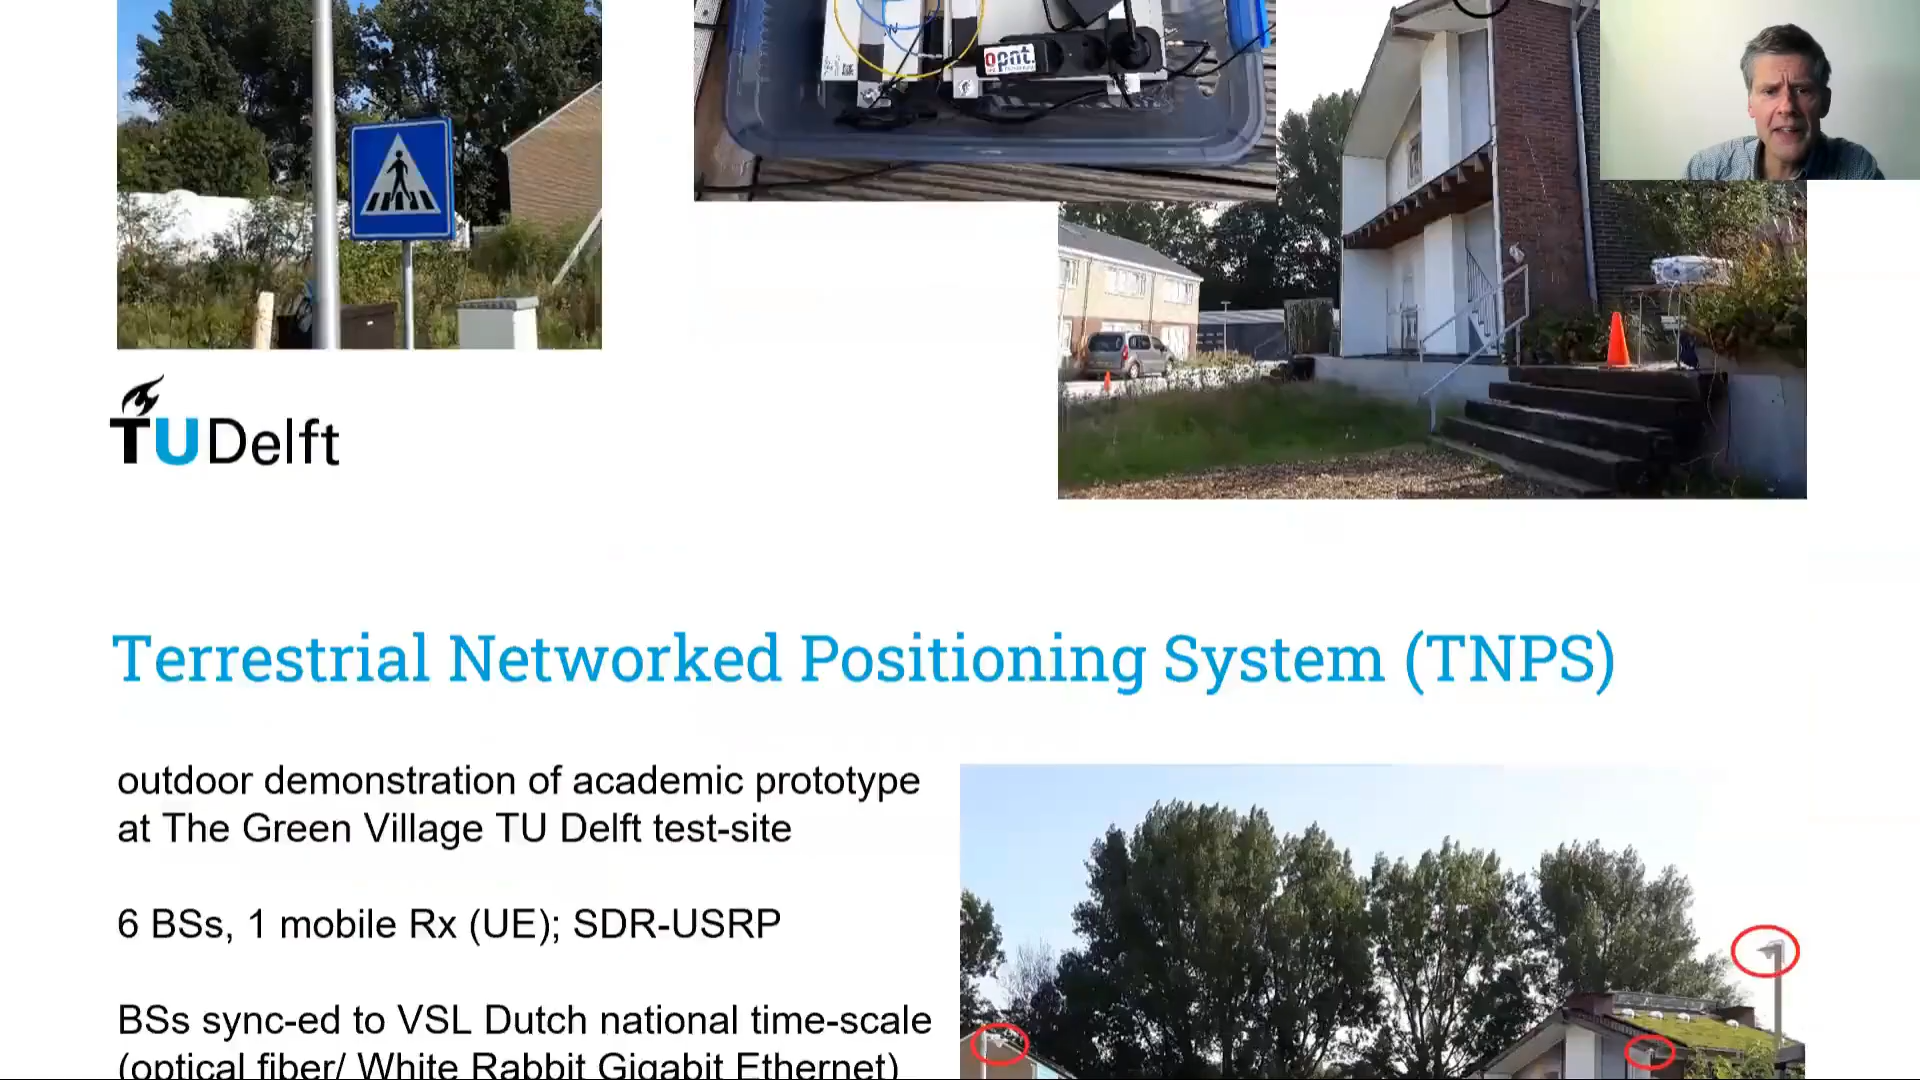 opnt.
TUDelft
Terrestrial Networked Positioning System (TNPS)
outdoor demonstration of academic prototype
at The Green Village TU Delft test-site
6 BSs, 1 mobile Rx (UE); SDR-USRP
BSs sync-ed to VSL Dutch national time-scale
(optical fiber/ White Rabbit Gigabit Ethernet)